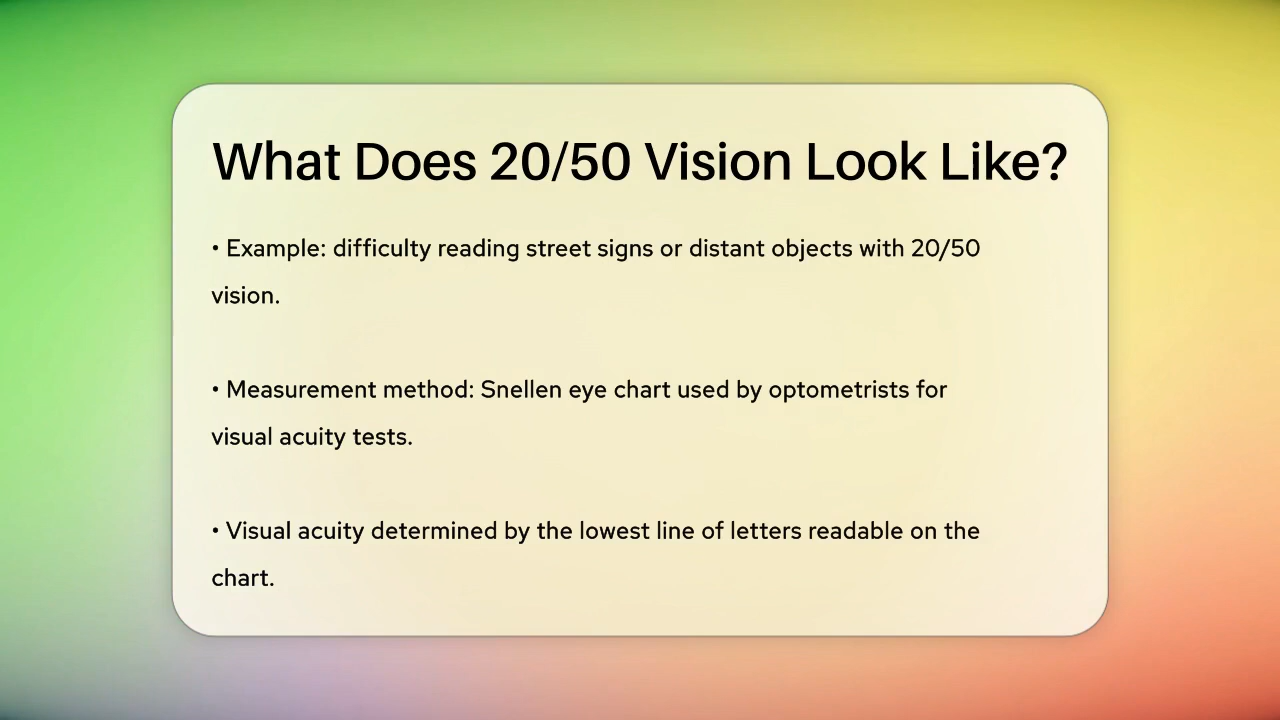 What Does 20/50 Vision Look Like?
• Example: difficulty reading street signs or distant objects with 20/50
vision.
• Measurement method: Snellen eye chart used by optometrists for
visual acuity tests.
• Visual acuity determined by the lowest line of letters readable on the
chart.